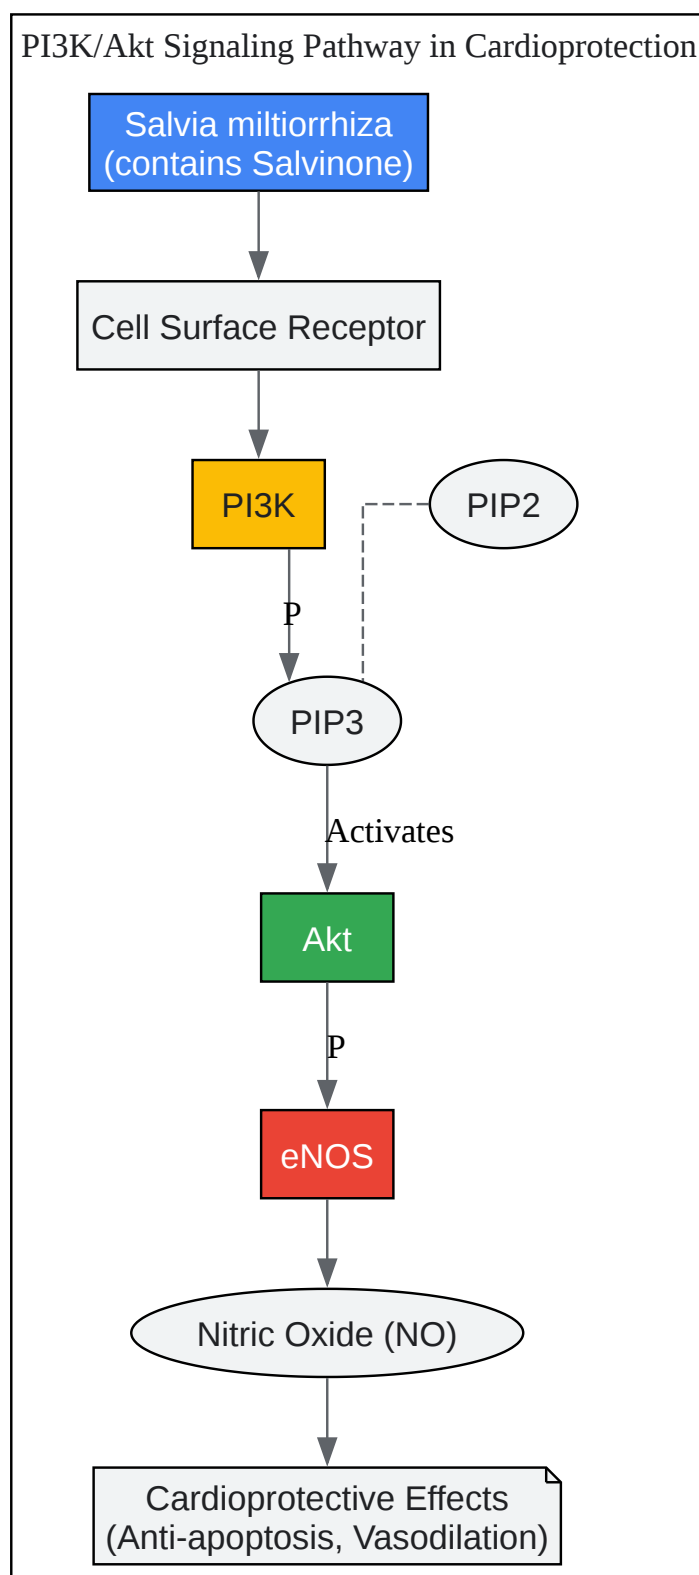 PI3K/Akt Signaling Pathway in Cardioprotection
Salvia miltiorrhiza
(contains Salvinone)
Cell Surface Receptor
PI3K
PIP2
P
PIP3
Activates
Akt
P
eNOS
Nitric Oxide (NO)
Cardioprotective Effects
(Anti-apoptosis, Vasodilation)